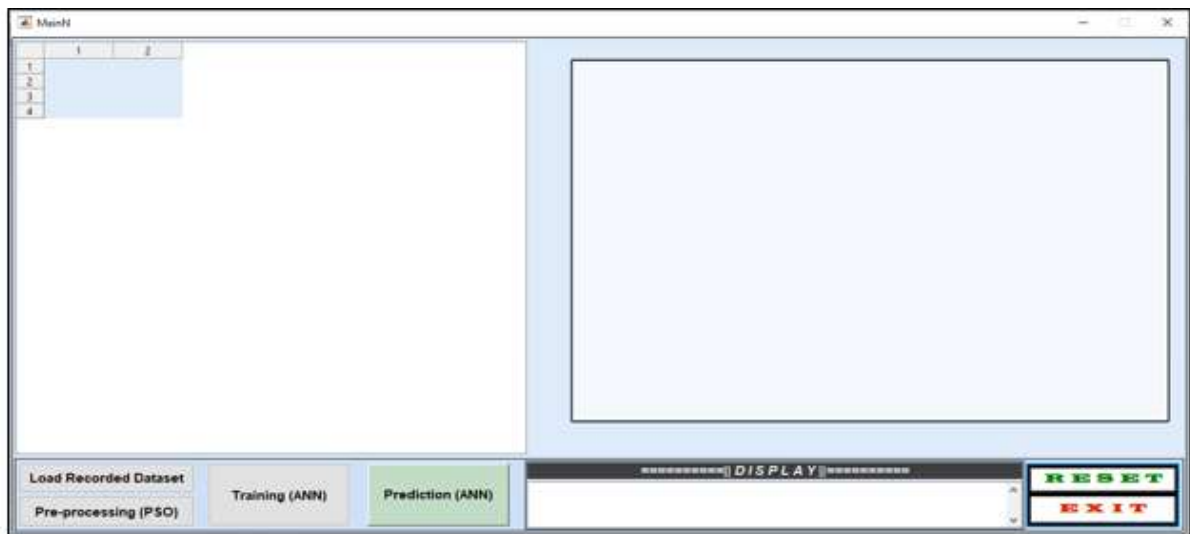 MainN
1 2
1
2
3
4
Load Recorded Dataset
Pre-processing (PSO)
Training (ANN)
Prediction (ANN)
==========|| D I S P L A Y ||==========
RESET
EXIT